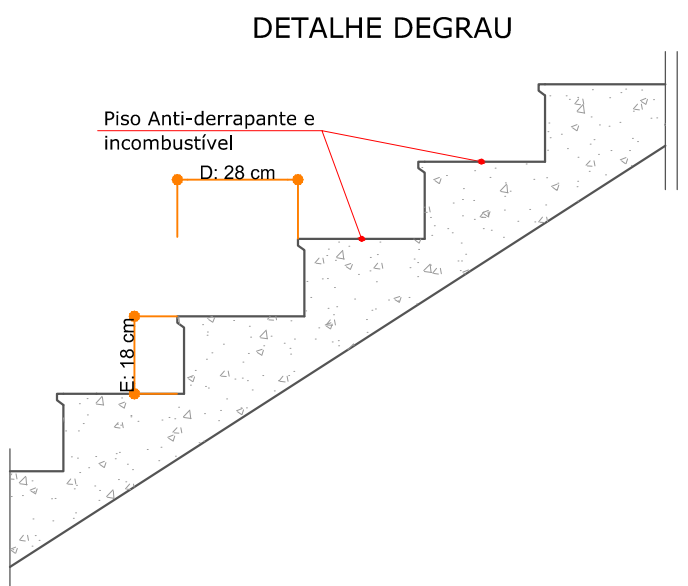 DETALHE DEGRAU
Piso Anti-derrapante e
incombustível
D: 28 cm
E: 18 cm